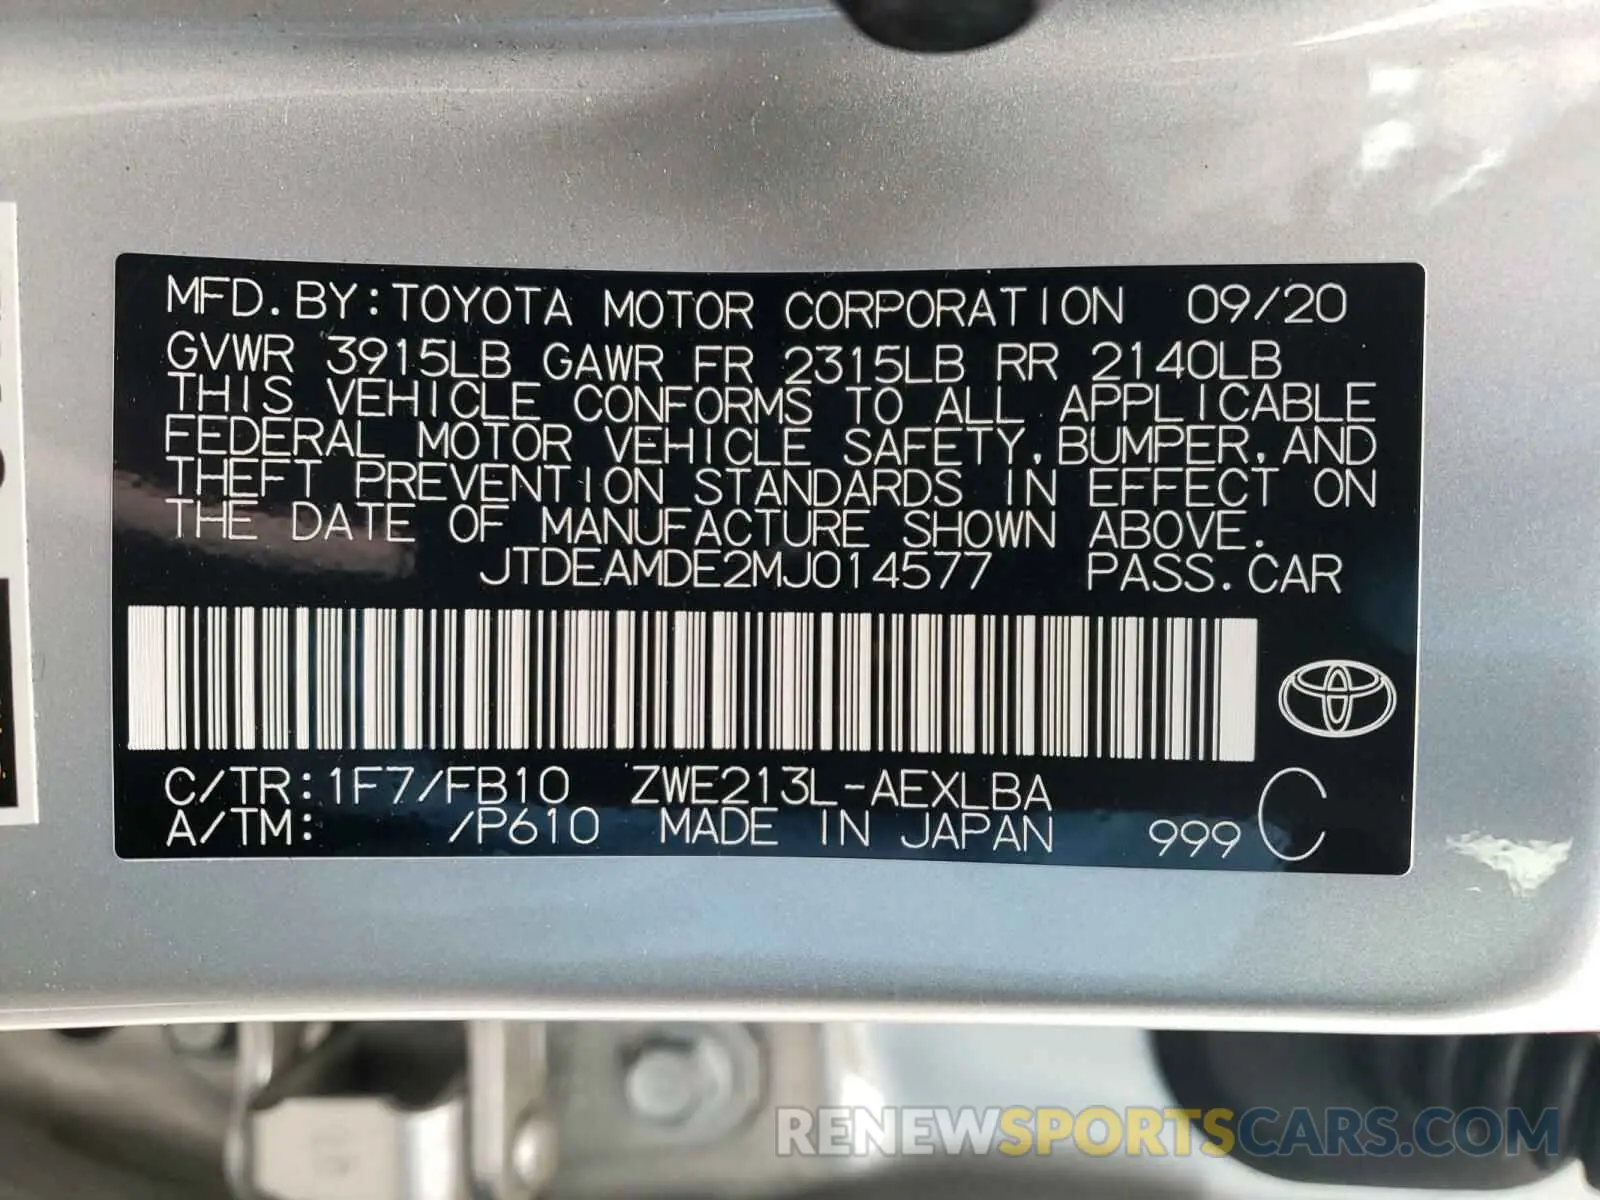 MFD. BY: TOYOTA MOTOR CORPORATION 09/20
GVWR 3915LB GAWR FR 2315LB RR 2140LB
THIS VEHICLE CONFORMS TO ALL APPLICABLE
FEDERAL MOTOR VEHICLE SAFETY, BUMPER, AND
THEFT PREVENTION STANDARDS IN EFFECT ON
THE DATE OF MANUFACTURE SHOWN ABOVE.
JTDEAMDE2MJ014577 PASS. CAR
C/TR: 1F7/FB10 ZWE213L-AEXLBA C
A/TM: /P610 MADE IN JAPAN 999
RENEWSPORTSCARS.COM